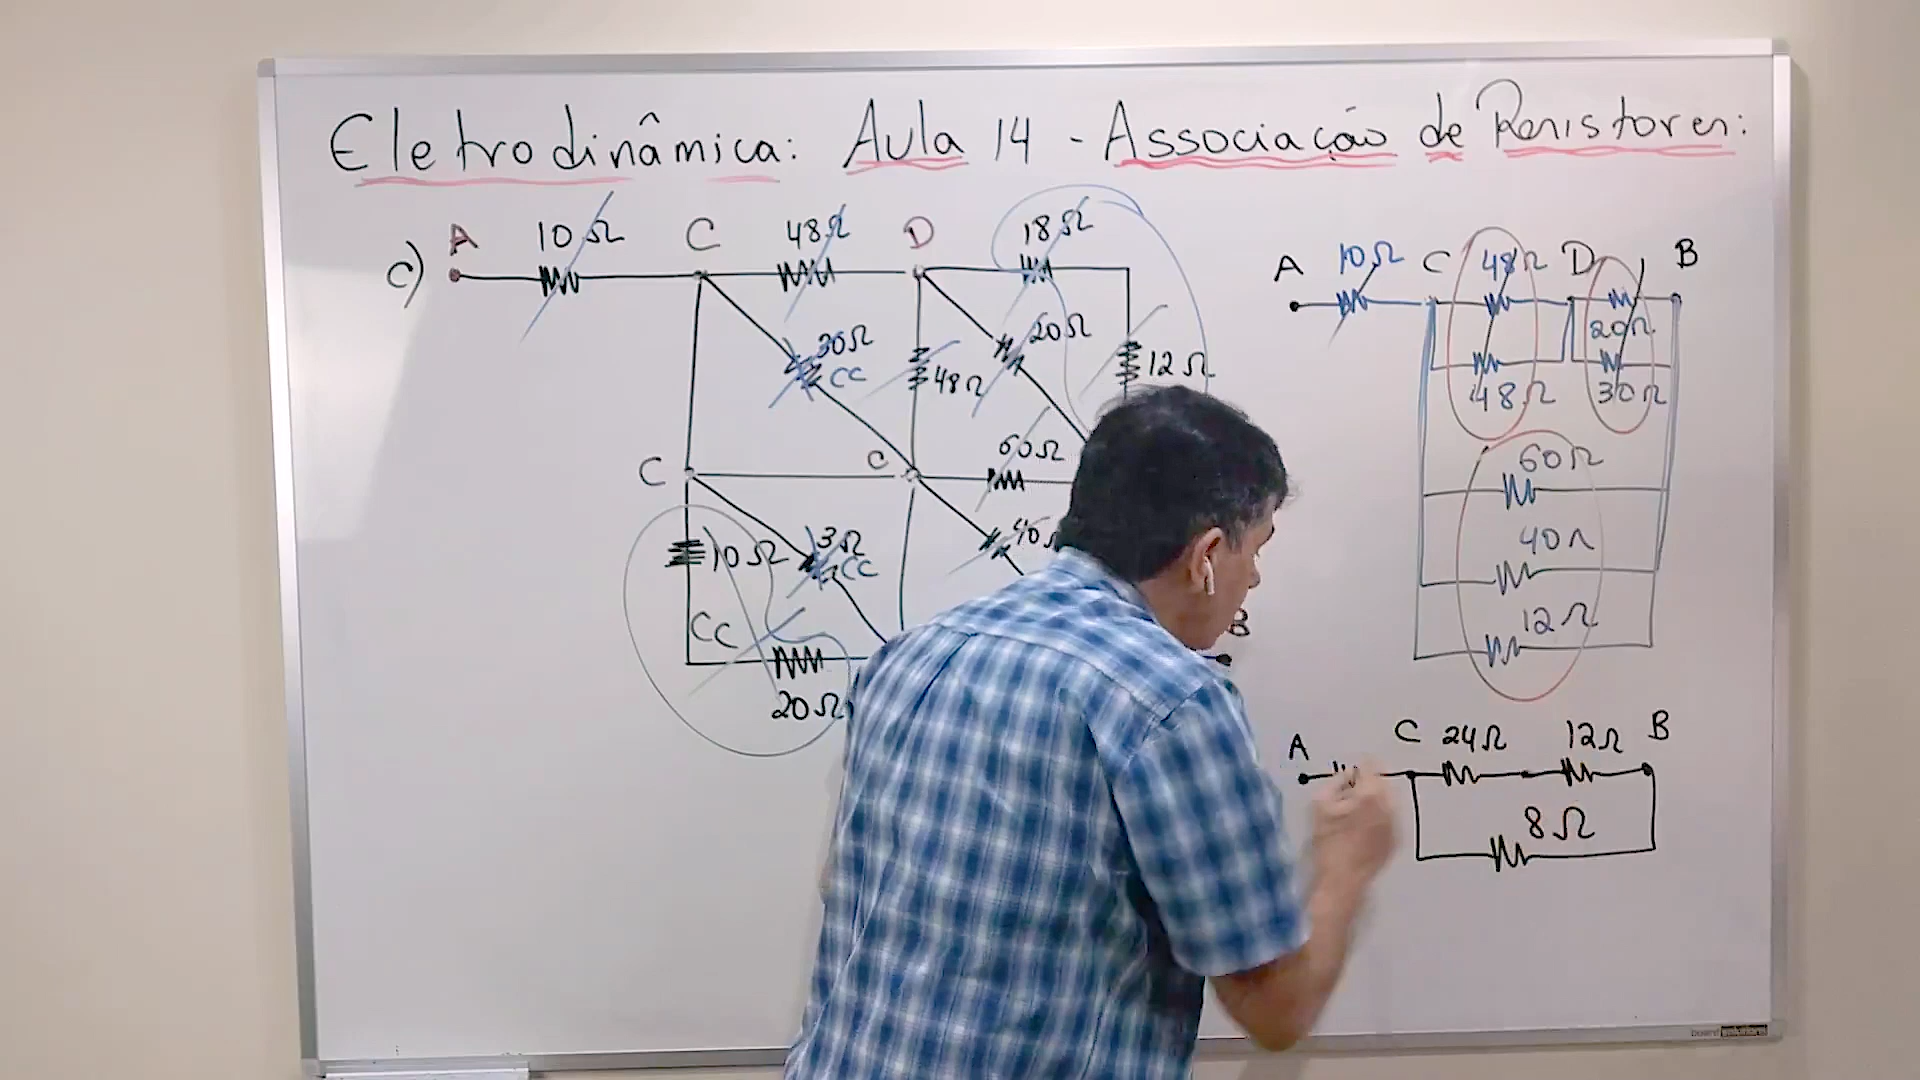 Eletrodinâmica: Aula 14 - Associação de Resistores:
c) A 10Ω C 48Ω D 18Ω
30Ω CC 48Ω 20Ω 12Ω
C C 60Ω
10Ω 3Ω CC 40Ω
CC B
20Ω
A 10Ω C 48Ω D B
20Ω
48Ω 30Ω
60Ω
40Ω
12Ω
A C 24Ω 12Ω B
8Ω